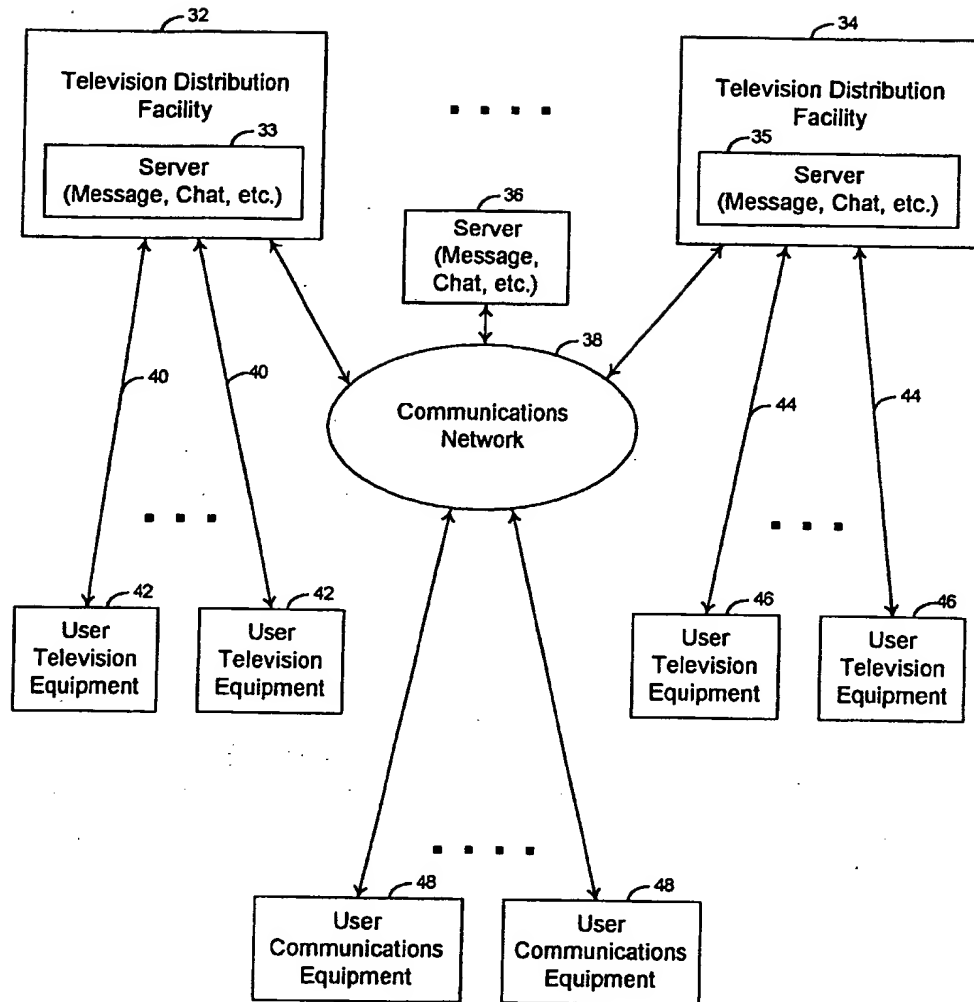 32
Television Distribution
Facility
33
Server
(Message, Chat, etc.)
34
Television Distribution
Facility
35
Server
(Message, Chat, etc.)
36
Server
(Message,
Chat, etc.)
38
Communications
Network
40
40
44
44
42
User
Television
Equipment
42
User
Television
Equipment
46
User
Television
Equipment
46
User
Television
Equipment
48
User
Communications
Equipment
48
User
Communications
Equipment